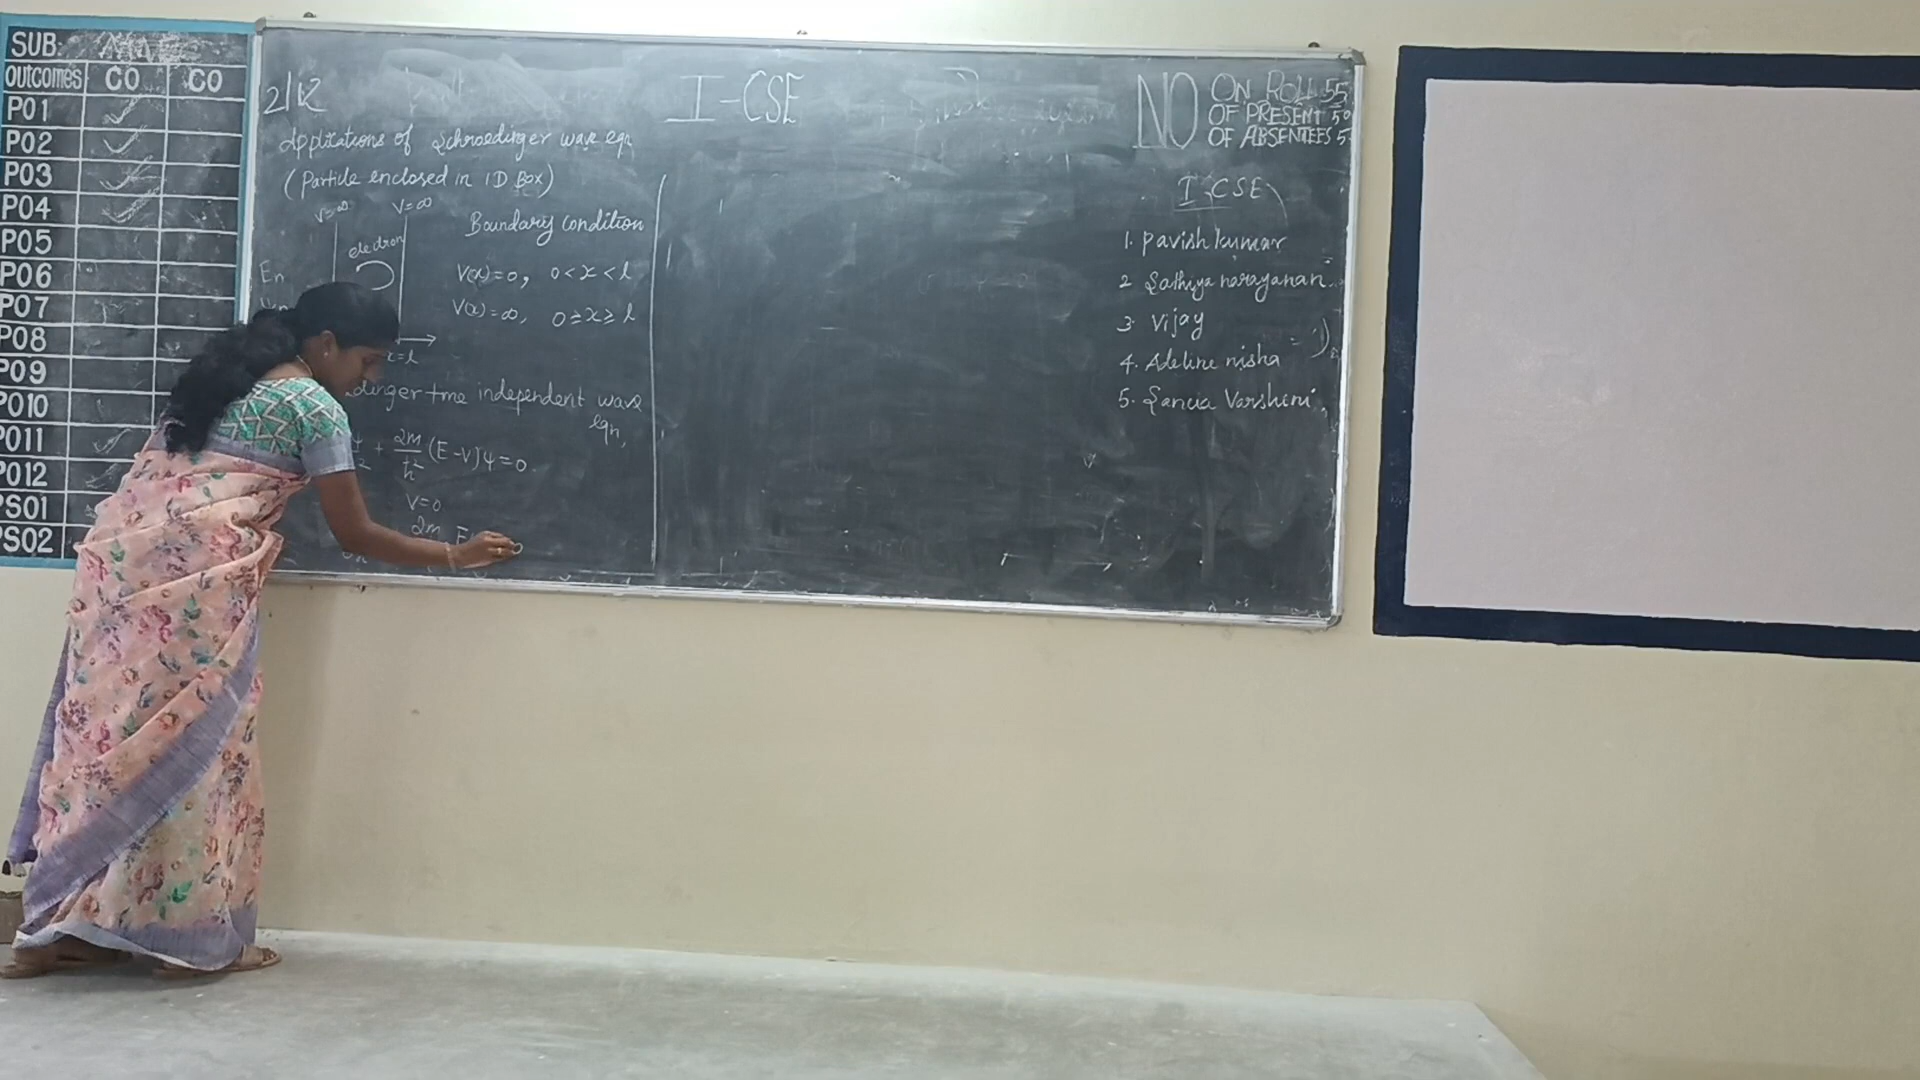 SUB:
outcomes CO CO
PO1
PO2
PO3
PO4
PO5
PO6
PO7
PO8
PO9
PO10
PO11
PO12
PSO1
PSO2
2/12
I-CSE
Applications of Schroedinger wave eqn
(Particle enclosed in 1D Box)
V=∞ V=∞
electron
En
x=l
Boundary condition
V(x)=0, 0<x<l
V(x)=∞, 0≥x≥l
dinger time independent wave
eqn,
+ 2m/ħ² (E-V)ψ=0
V=0
2m E
NO ON ROLL 55
OF PRESENT 50
OF ABSENTEES 5
I-CSE
1. Pavish kumar
2 Sathiya narayanan
3. Vijay
4. Adeline nisha
5. Sancia Varshini